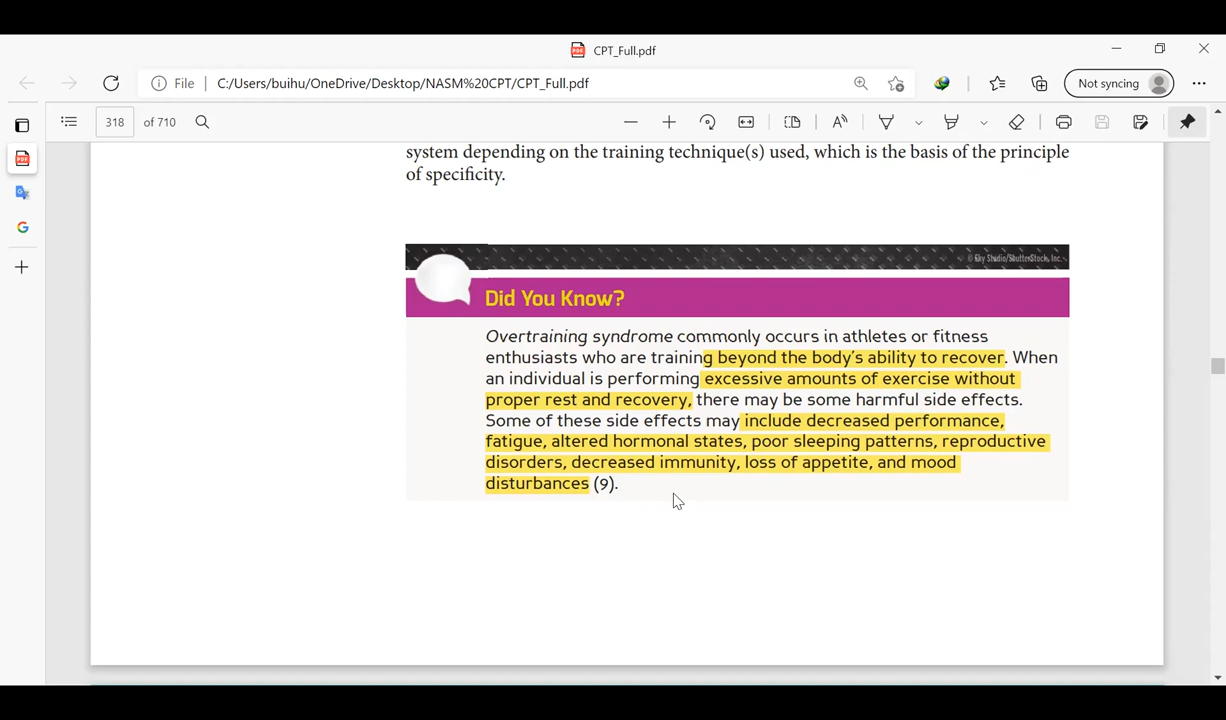 CPT_Full.pdf
File | C:/Users/buihu/OneDrive/Desktop/NASM%20CPT/CPT_Full.pdf
Not syncing
318 of 710
system depending on the training technique(s) used, which is the basis of the principle
of specificity.
© Sky Studio/ShutterStock, Inc.
Did You Know?
Overtraining syndrome commonly occurs in athletes or fitness
enthusiasts who are training beyond the body's ability to recover. When
an individual is performing excessive amounts of exercise without
proper rest and recovery, there may be some harmful side effects.
Some of these side effects may include decreased performance,
fatigue, altered hormonal states, poor sleeping patterns, reproductive
disorders, decreased immunity, loss of appetite, and mood
disturbances (9).